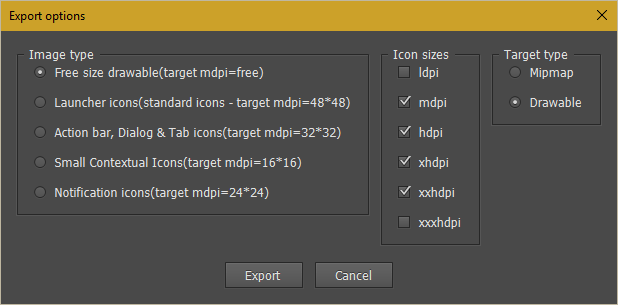 Export options
Image type
Free size drawable(target mdpi=free)
Launcher icons(standard icons - target mdpi=48*48)
Action bar, Dialog & Tab icons(target mdpi=32*32)
Small Contextual Icons(target mdpi=16*16)
Notification icons(target mdpi=24*24)
Icon sizes
ldpi
mdpi
hdpi
xhdpi
xxhdpi
xxxhdpi
Target type
Mipmap
Drawable
Export
Cancel